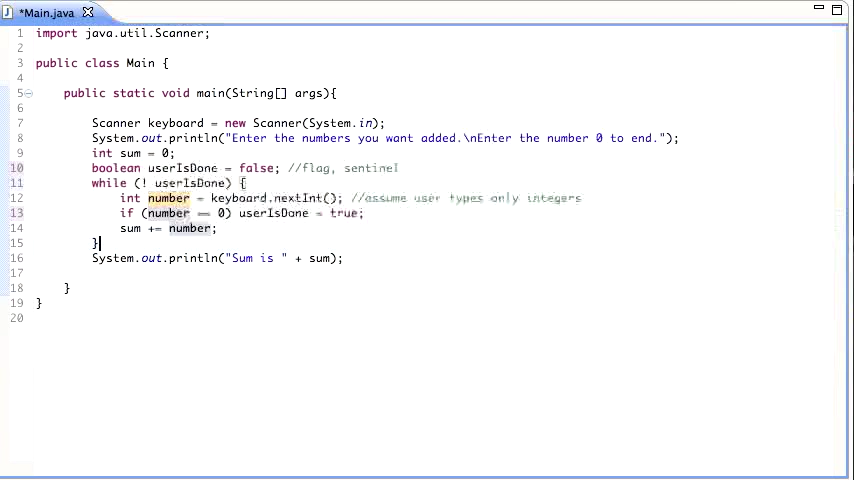 *Main.java
1 import java.util.Scanner;
2
3 public class Main {
4
5 public static void main(String[] args){
6
7 Scanner keyboard = new Scanner(System.in);
8 System.out.println("Enter the numbers you want added.\nEnter the number 0 to end.");
9 int sum = 0;
10 boolean userIsDone = false; //flag, sentinel
11 while (! userIsDone) {
12 int number = keyboard.nextInt(); //assume user types only integers
13 if (number == 0) userIsDone = true;
14 sum += number;
15 }
16 System.out.println("Sum is " + sum);
17
18 }
19 }
20